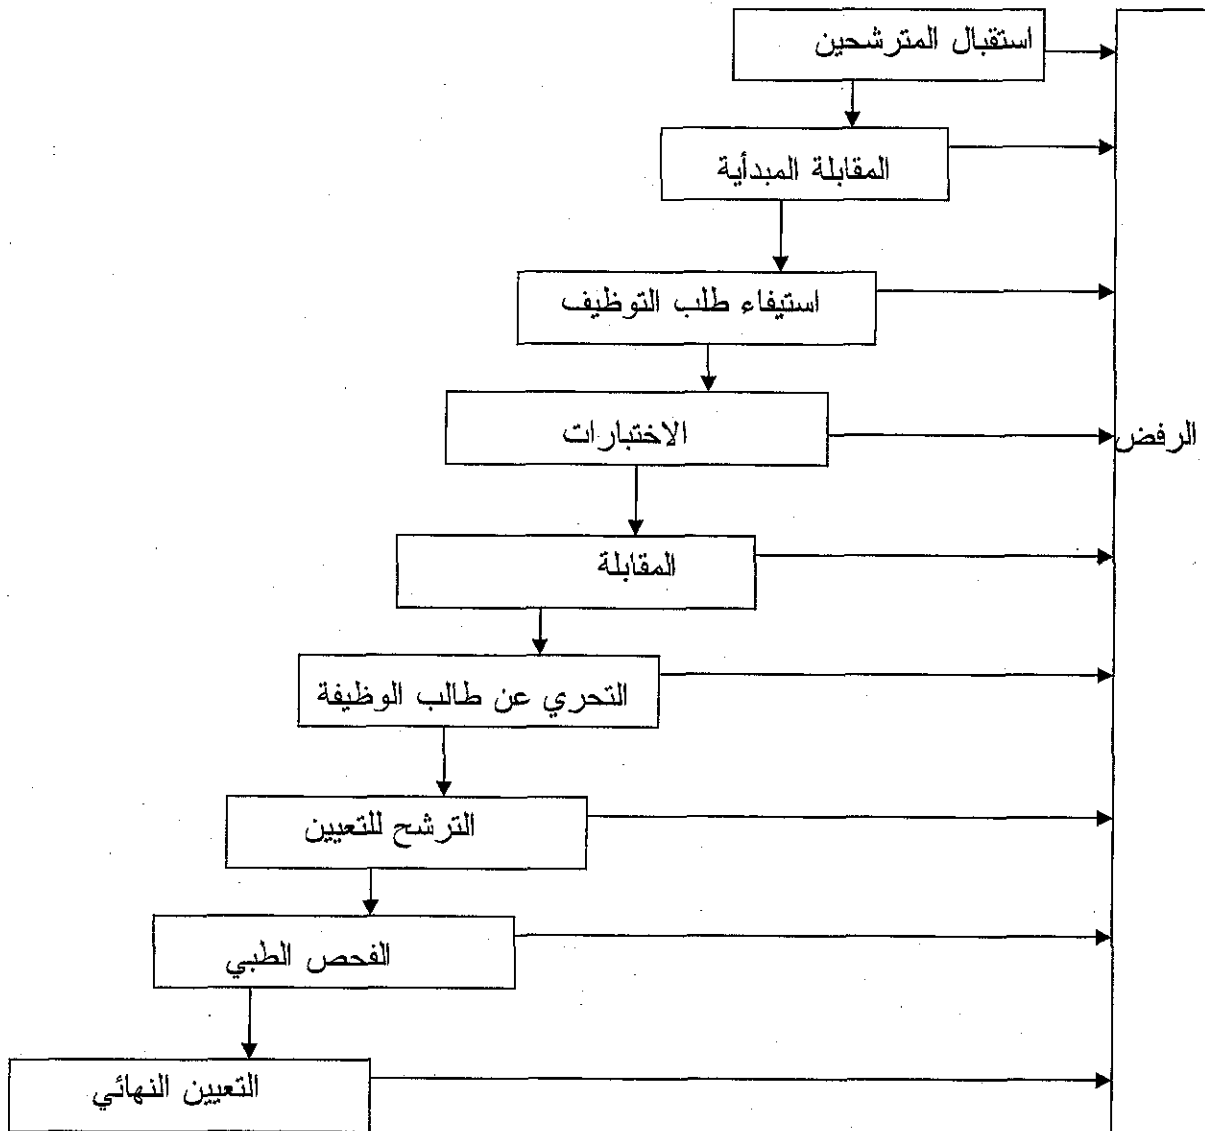 استقبال المترشحين
المقابلة المبدأية
استيفاء طلب التوظيف
الاختبارات
الرفض
المقابلة
التحري عن طالب الوظيفة
الترشح للتعيين
الفحص الطبي
التعيين النهائي